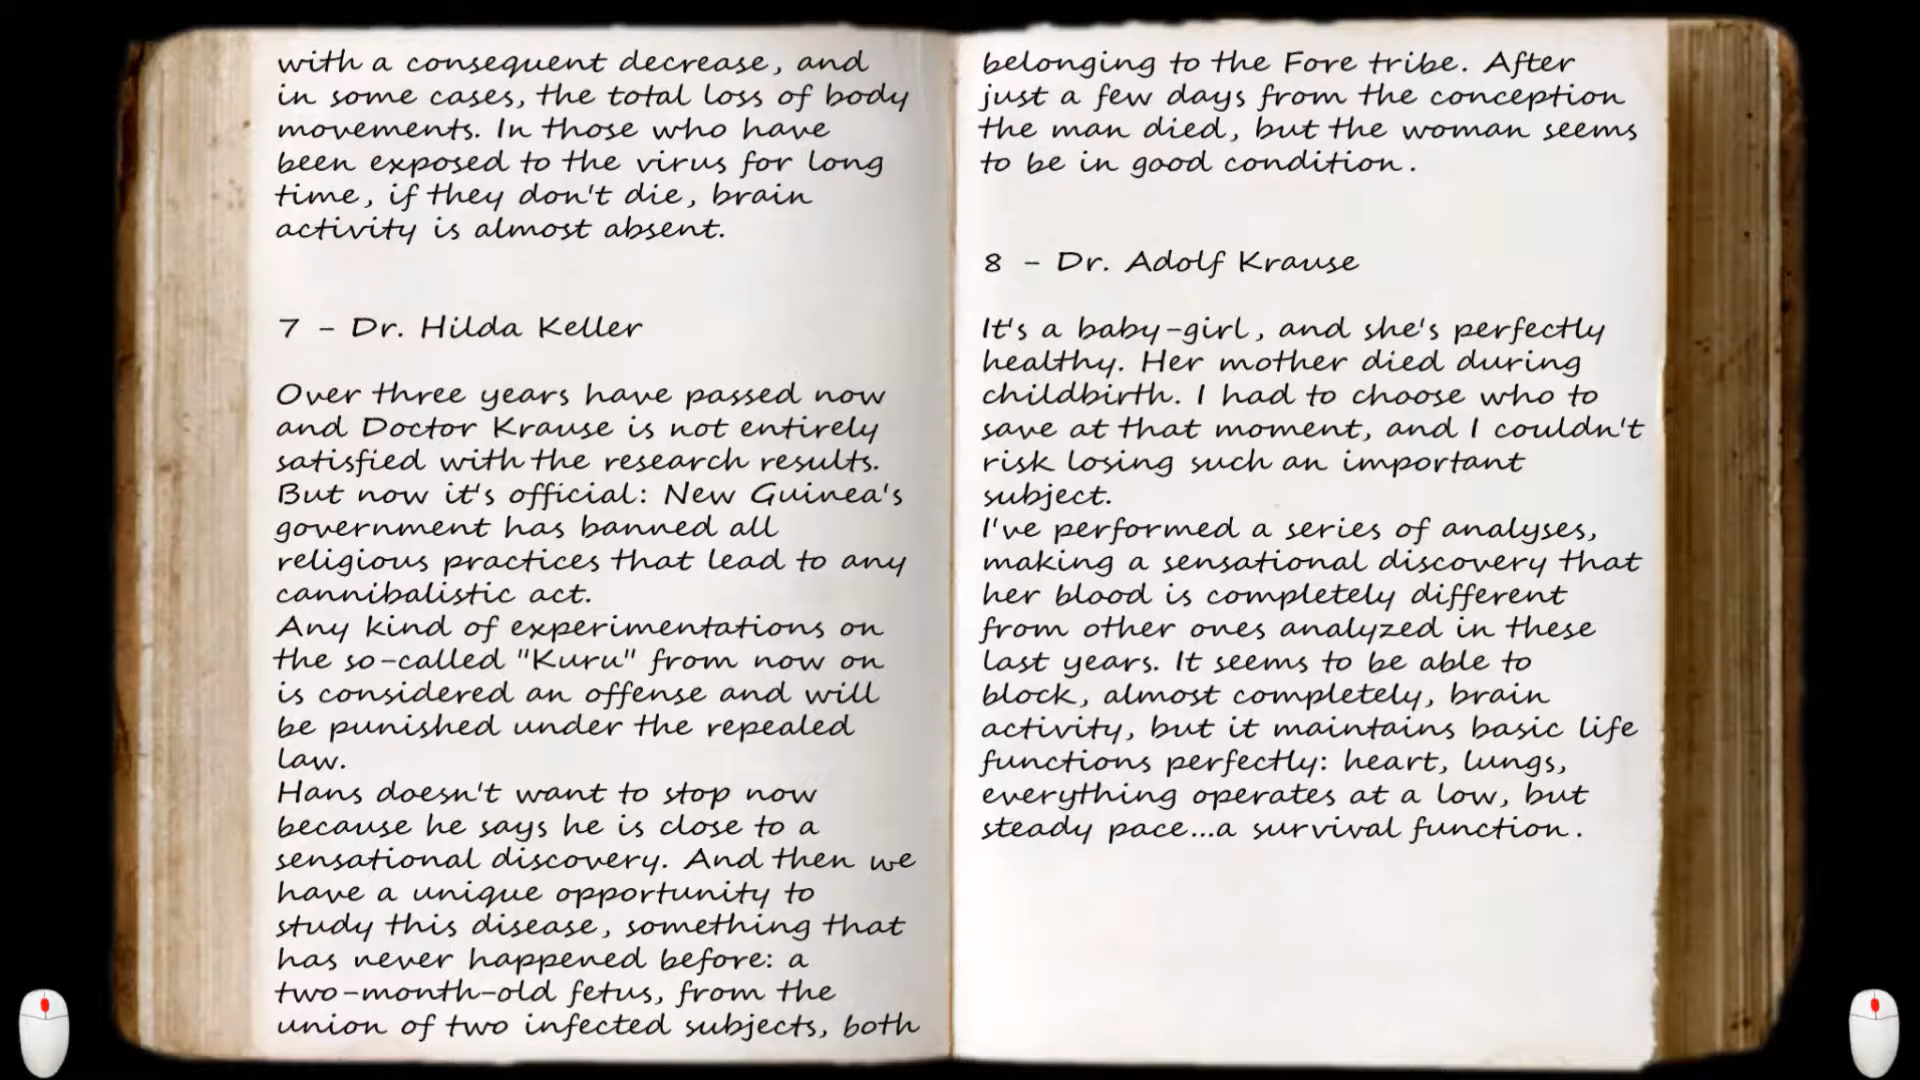 with a consequent decrease, and
in some cases, the total loss of body
movements. In those who have
been exposed to the virus for long
time, if they don't die, brain
activity is almost absent.
7 - Dr. Hilda Keller
Over three years have passed now
and Doctor Krause is not entirely
satisfied with the research results.
But now it's official: New Guinea's
government has banned all
religious practices that lead to any
cannibalistic act.
Any kind of experimentations on
the so-called "Kuru" from now on
is considered an offense and will
be punished under the repealed
law.
Hans doesn't want to stop now
because he says he is close to a
sensational discovery. And then we
have a unique opportunity to
study this disease, something that
has never happened before: a
two-month-old fetus, from the
union of two infected subjects, both
belonging to the Fore tribe. After
just a few days from the conception
the man died, but the woman seems
to be in good condition.
8 - Dr. Adolf Krause
It's a baby-girl, and she's perfectly
healthy. Her mother died during
childbirth. I had to choose who to
save at that moment, and I couldn't
risk losing such an important
subject.
I've performed a series of analyses,
making a sensational discovery that
her blood is completely different
from other ones analyzed in these
last years. It seems to be able to
block, almost completely, brain
activity, but it maintains basic life
functions perfectly: heart, lungs,
everything operates at a low, but
steady pace...a survival function.